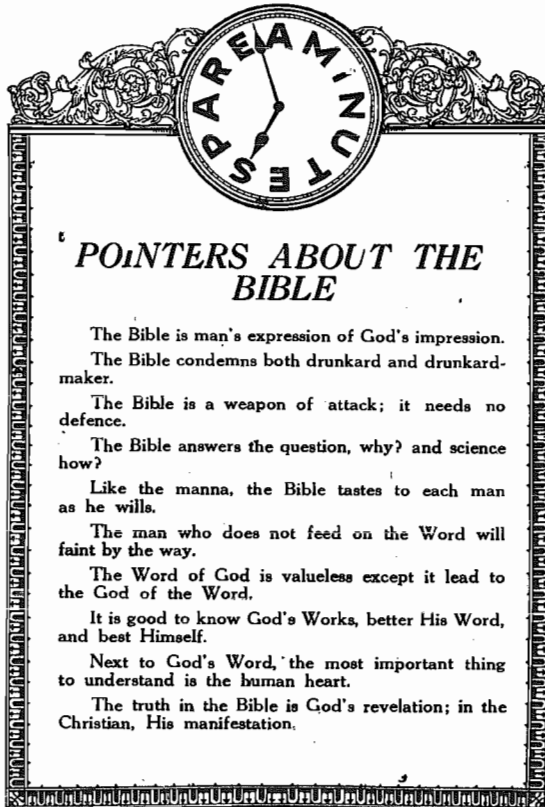 SPARE A MINUTE
POINTERS ABOUT THE
BIBLE
The Bible is man's expression of God's impression.
The Bible condemns both drunkard and drunkard-
maker.
The Bible is a weapon of attack; it needs no
defence.
The Bible answers the question, why? and science
how?
Like the manna, the Bible tastes to each man
as he wills.
The man who does not feed on the Word will
faint by the way.
The Word of God is valueless except it lead to
the God of the Word.
It is good to know God's Works, better His Word,
and best Himself.
Next to God's Word, the most important thing
to understand is the human heart.
The truth in the Bible is God's revelation; in the
Christian, His manifestation.